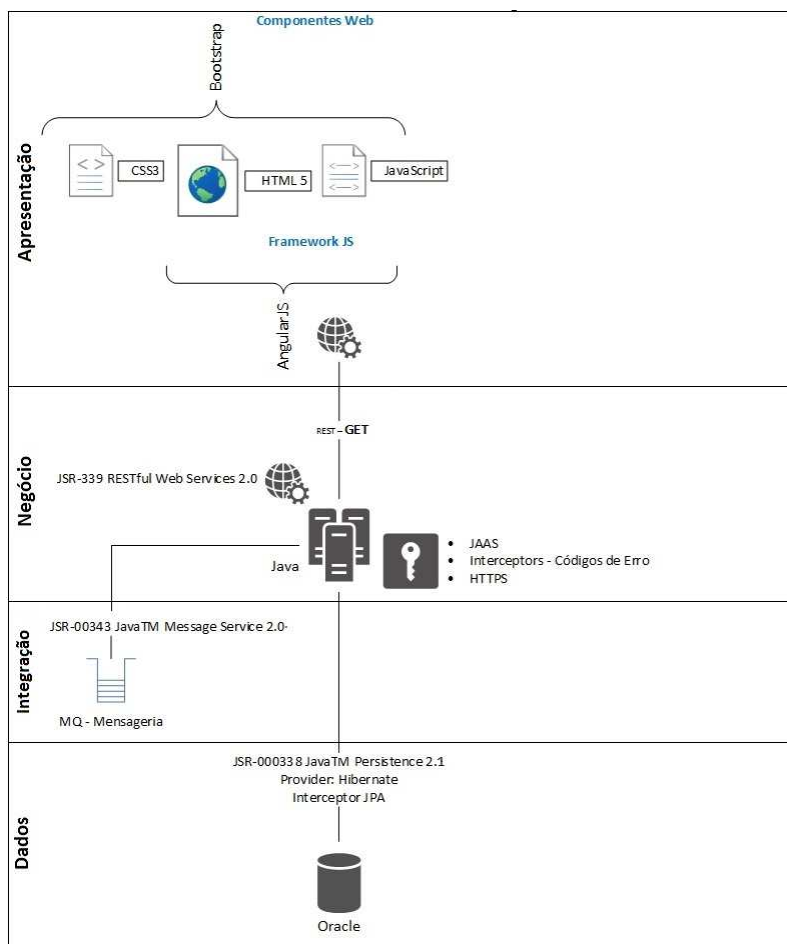 Componentes Web
Bootstrap
Apresentação
CSS3
HTML 5
JavaScript
Framework JS
AngularJS
REST – GET
Negócio
JSR-339 RESTful Web Services 2.0
Java
• JAAS
• Interceptors - Códigos de Erro
• HTTPS
Integração
JSR-00343 JavaTM Message Service 2.0-
MQ - Mensageria
Dados
JSR-000338 JavaTM Persistence 2.1
Provider: Hibernate
Interceptor JPA
Oracle